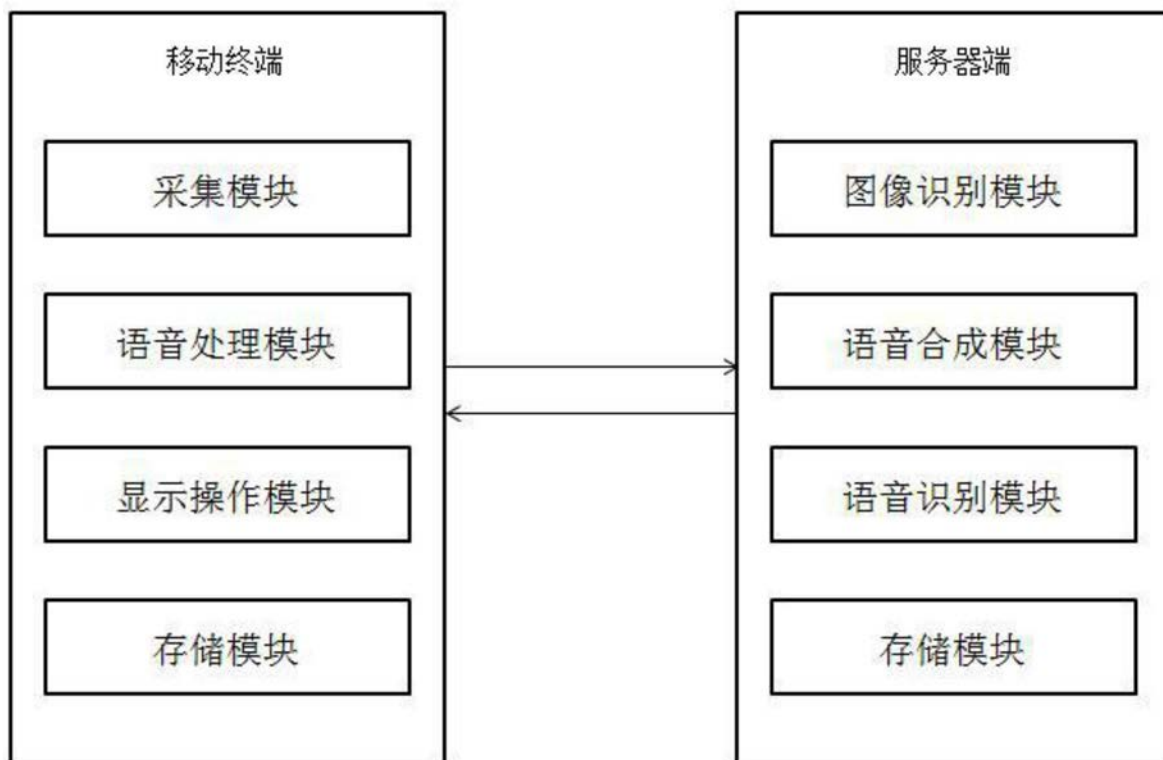 移动终端
采集模块
语音处理模块
显示操作模块
存储模块
服务器端
图像识别模块
语音合成模块
语音识别模块
存储模块